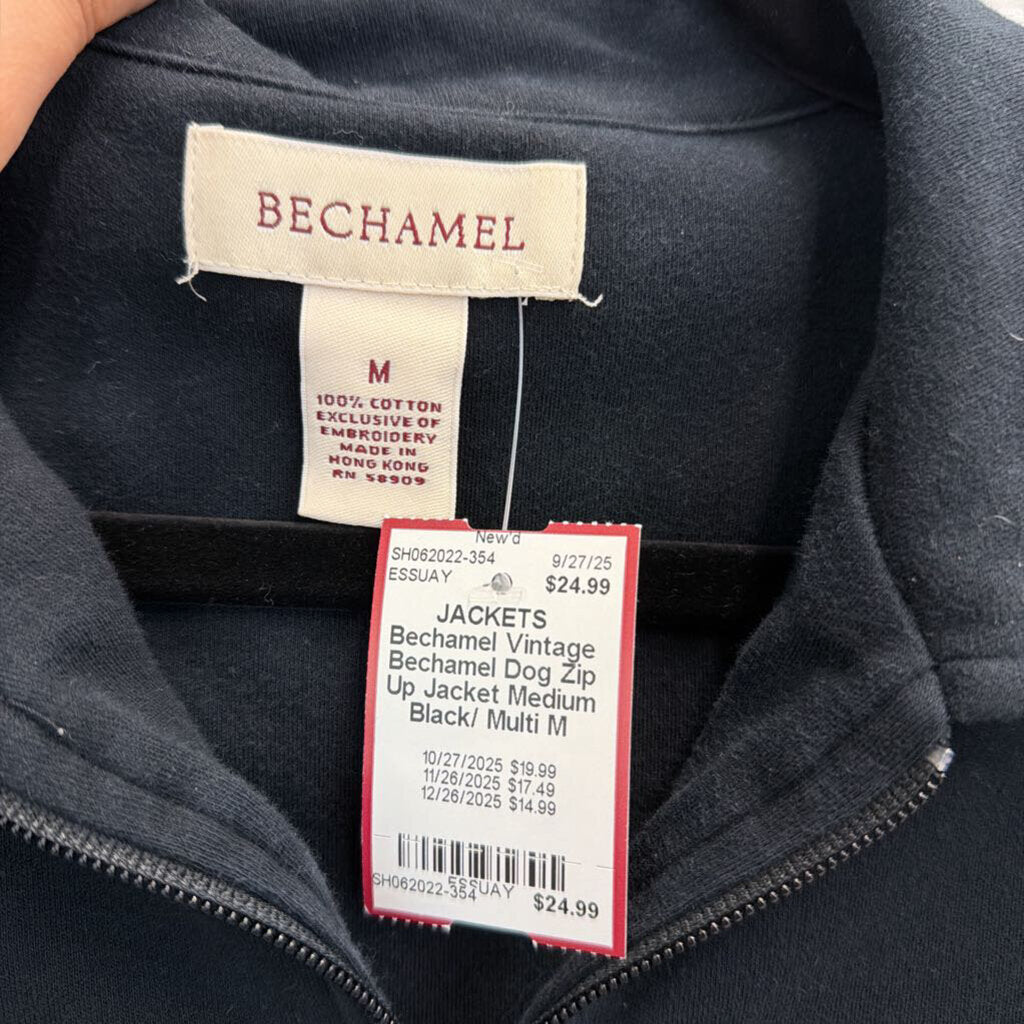 BECHAMEL
M
100% COTTON
EXCLUSIVE OF
EMBROIDERY
MADE IN
HONG KONG
RN 58909
New'd
SH062022-354 9/27/25
ESSUAY $24.99
JACKETS
Bechamel Vintage
Bechamel Dog Zip
Up Jacket Medium
Black/ Multi M
10/27/2025 $19.99
11/26/2025 $17.49
12/26/2025 $14.99
ESSUAY
SH062022-354 $24.99